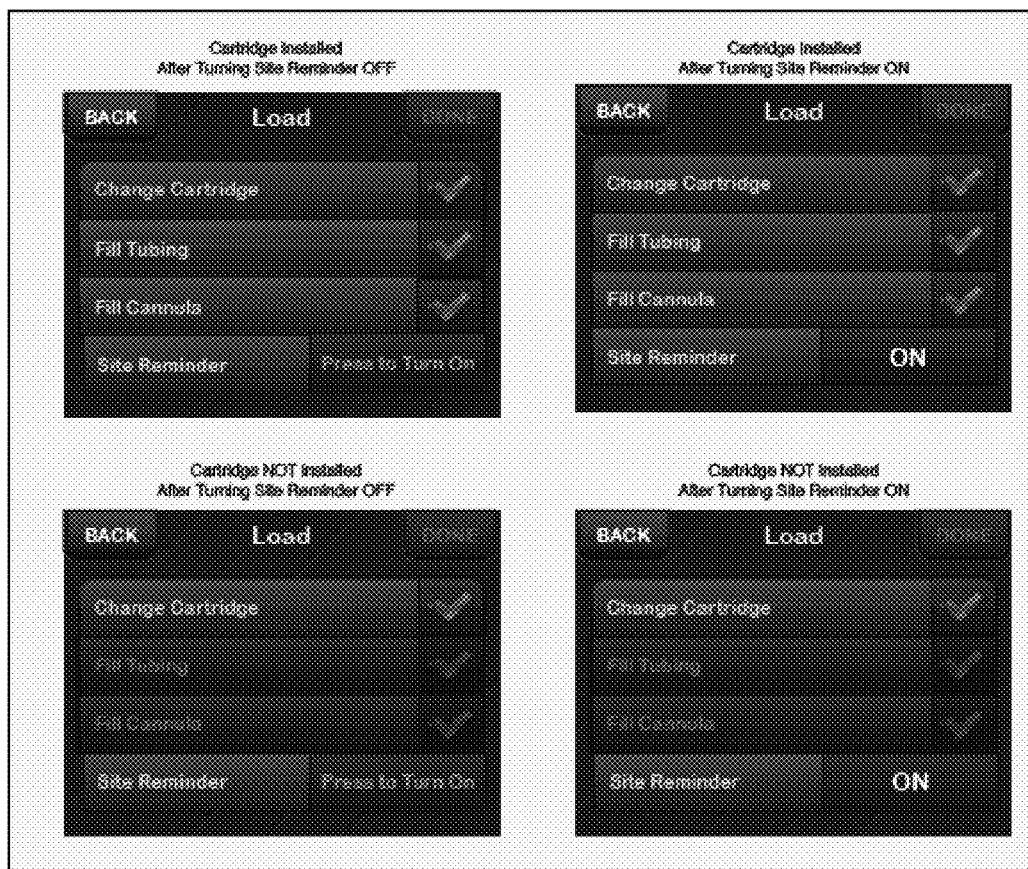 Cartridge Installed
After Turning Site Reminder OFF
BACK Load DONE
Change Cartridge
Fill Tubing
Fill Cannula
Site Reminder Press to Turn On
Cartridge Installed
After Turning Site Reminder ON
BACK Load DONE
Change Cartridge
Fill Tubing
Fill Cannula
Site Reminder ON
Cartridge NOT Installed
After Turning Site Reminder OFF
BACK Load DONE
Change Cartridge
Fill Tubing
Fill Cannula
Site Reminder Press to Turn On
Cartridge NOT Installed
After Turning Site Reminder ON
BACK Load DONE
Change Cartridge
Fill Tubing
Fill Cannula
Site Reminder ON